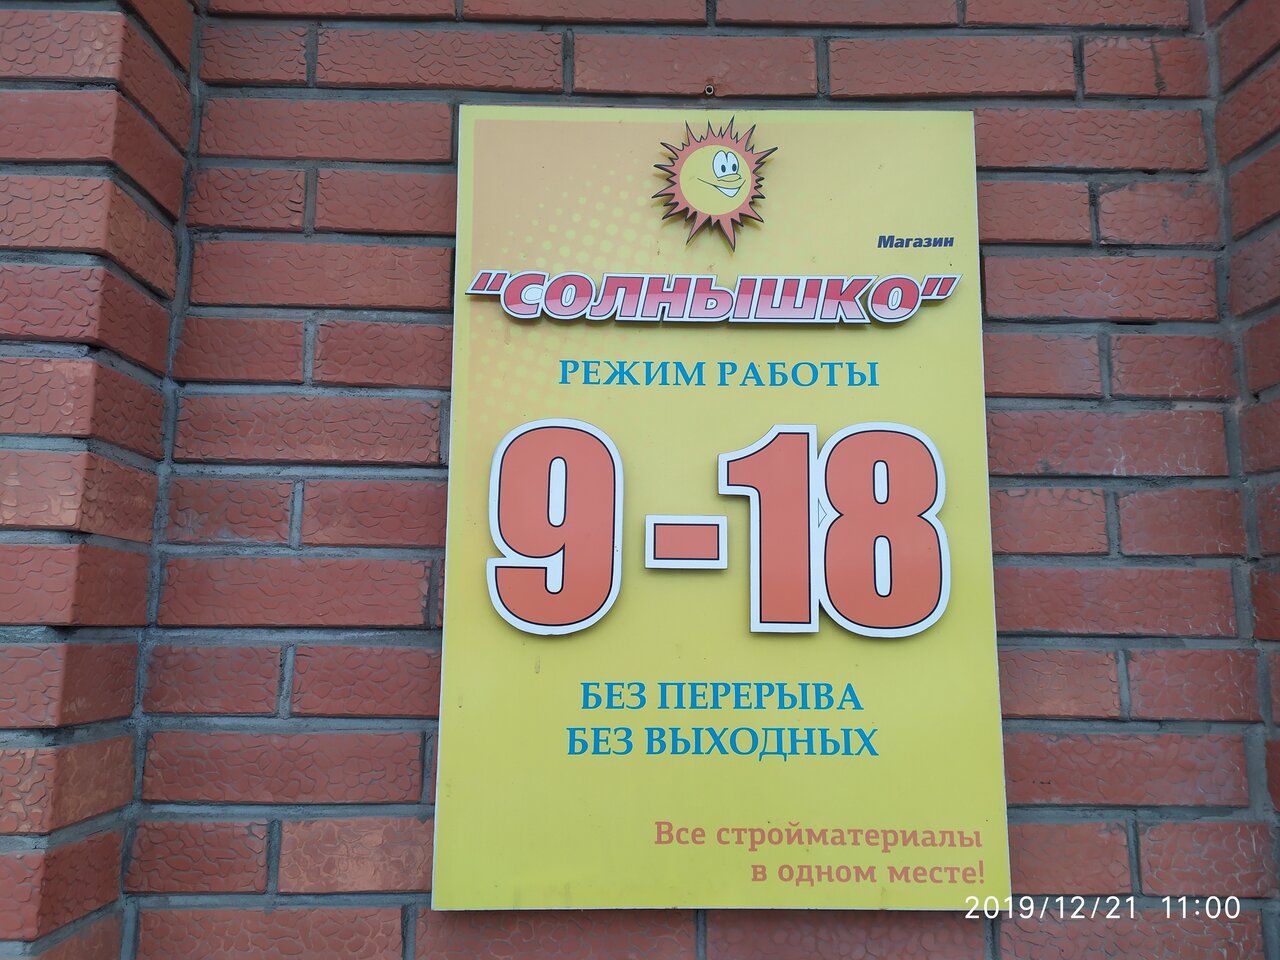 Магазин
"СОЛНЫШКО"
РЕЖИМ РАБОТЫ
9-18
БЕЗ ПЕРЕРЫВА
БЕЗ ВЫХОДНЫХ
Все стройматериалы
в одном месте!
2019/12/21 11:00